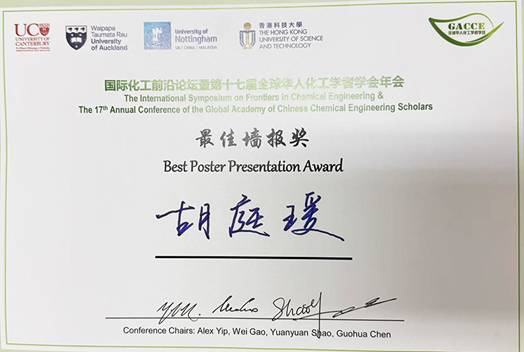 UC
UNIVERSITY OF
CANTERBURY
Waipapa
Taumata Rau
University
of Auckland
University of
Nottingham
UK | CHINA | MALAYSIA
香港科技大學
THE HONG KONG
UNIVERSITY OF SCIENCE
AND TECHNOLOGY
GACCE
国际化工前沿论坛暨第十七届全球华人化工学者学会年会
The International Symposium on Frontiers in Chemical Engineering &
The 17th Annual Conference of the Global Academy of Chinese Chemical Engineering Scholars
最佳墙报奖
Best Poster Presentation Award
胡庭瑗
Conference Chairs: Alex Yip, Wei Gao, Yuanyuan Shao, Guohua Chen